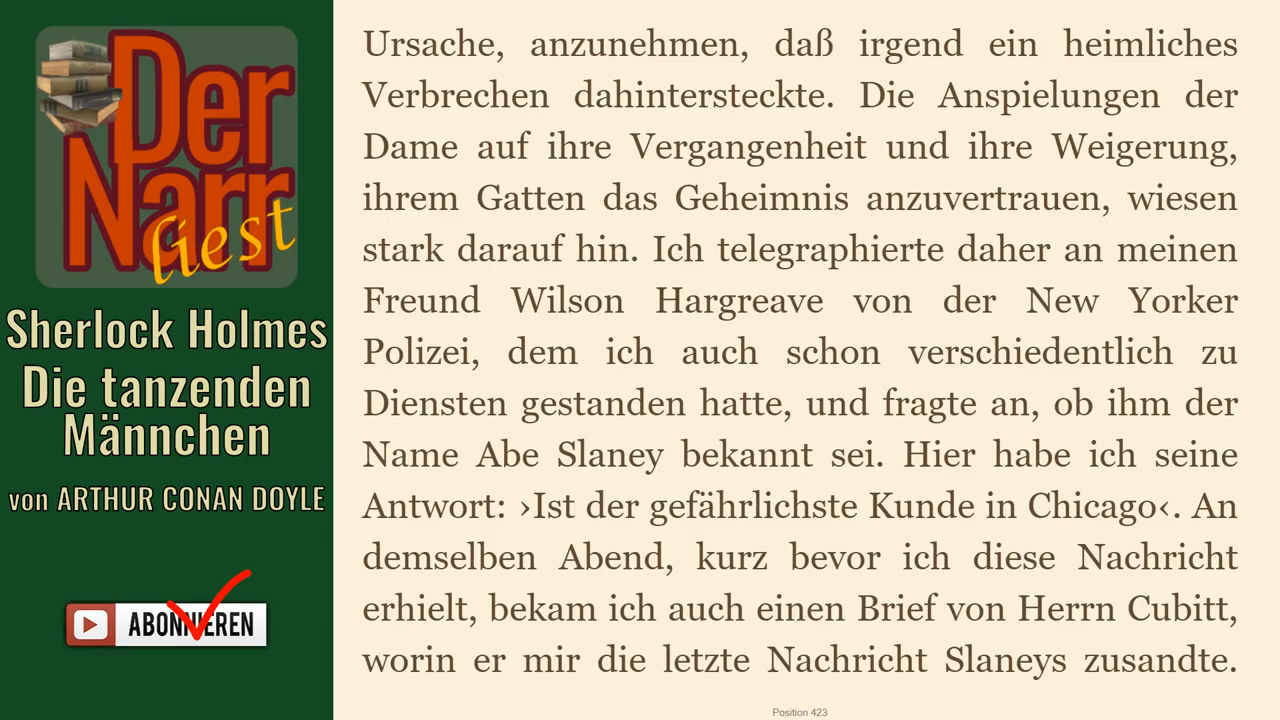 Der
Narr
liest
Sherlock Holmes
Die tanzenden
Männchen
von ARTHUR CONAN DOYLE
ABONNIEREN
Ursache, anzunehmen, daß irgend ein heimliches
Verbrechen dahintersteckte. Die Anspielungen der
Dame auf ihre Vergangenheit und ihre Weigerung,
ihrem Gatten das Geheimnis anzuvertrauen, wiesen
stark darauf hin. Ich telegraphierte daher an meinen
Freund Wilson Hargreave von der New Yorker
Polizei, dem ich auch schon verschiedentlich zu
Diensten gestanden hatte, und fragte an, ob ihm der
Name Abe Slaney bekannt sei. Hier habe ich seine
Antwort: ›Ist der gefährlichste Kunde in Chicago‹. An
demselben Abend, kurz bevor ich diese Nachricht
erhielt, bekam ich auch einen Brief von Herrn Cubitt,
worin er mir die letzte Nachricht Slaneys zusandte.
Position 423